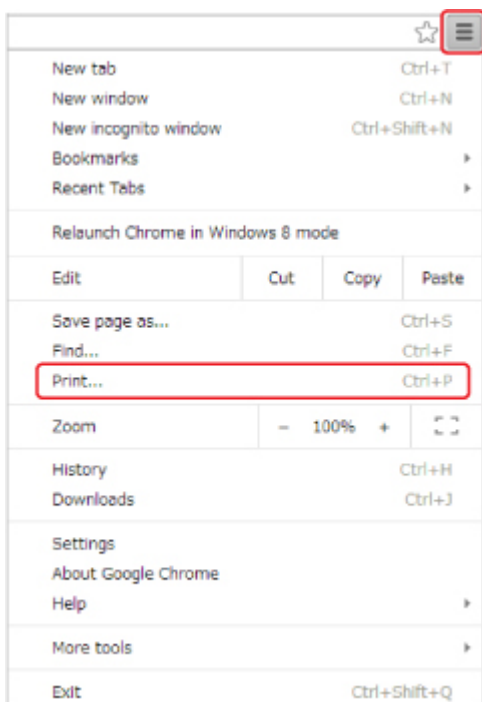 New tab Ctrl+T
New window Ctrl+N
New incognito window Ctrl+Shift+N
Bookmarks
Recent Tabs
Relaunch Chrome in Windows 8 mode
Edit Cut Copy Paste
Save page as... Ctrl+S
Find... Ctrl+F
Print... Ctrl+P
Zoom − 100% +
History Ctrl+H
Downloads Ctrl+J
Settings
About Google Chrome
Help
More tools
Exit Ctrl+Shift+Q